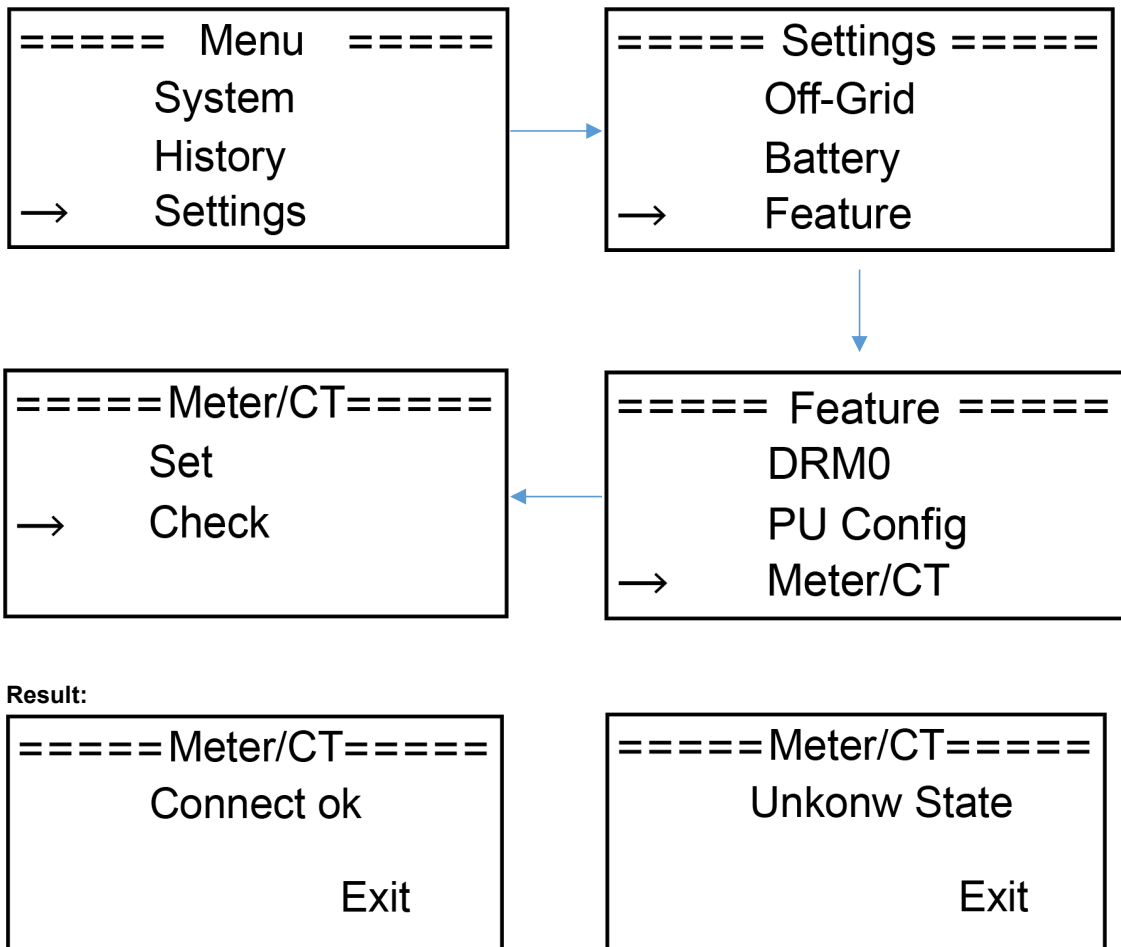 ===== Menu =====
System
History
→ Settings
===== Settings =====
Off-Grid
Battery
→ Feature
===== Feature =====
DRM0
PU Config
→ Meter/CT
=====Meter/CT=====
Set
→ Check
Result:
=====Meter/CT=====
Connect ok
Exit
=====Meter/CT=====
Unkonw State
Exit